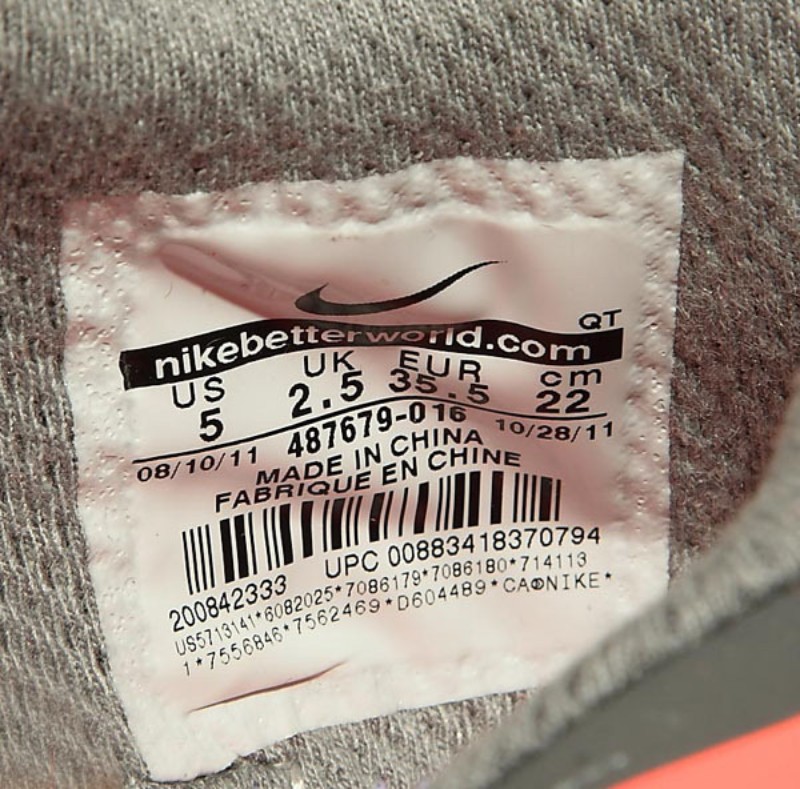 QT
nikebetterworld.com
US UK EUR cm
5 2.5 35.5 22
08/10/11 487679-016 10/28/11
MADE IN CHINA
FABRIQUE EN CHINE
200842333 UPC 00883418370794
US5713141*6082025*7086179*7086180*714113
1*7556846*7562469*D604489*CA®NIKE*